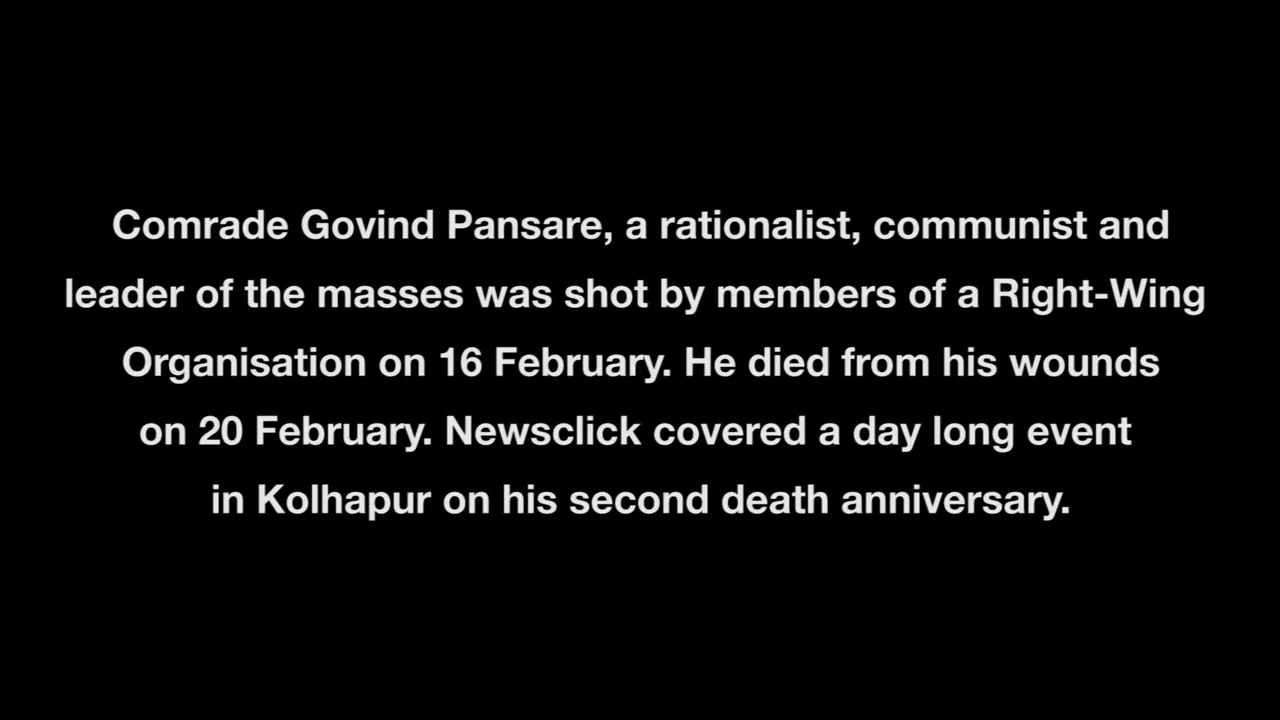 Comrade Govind Pansare, a rationalist, communist and
leader of the masses was shot by members of a Right-Wing
Organisation on 16 February. He died from his wounds
on 20 February. Newsclick covered a day long event
in Kolhapur on his second death anniversary.